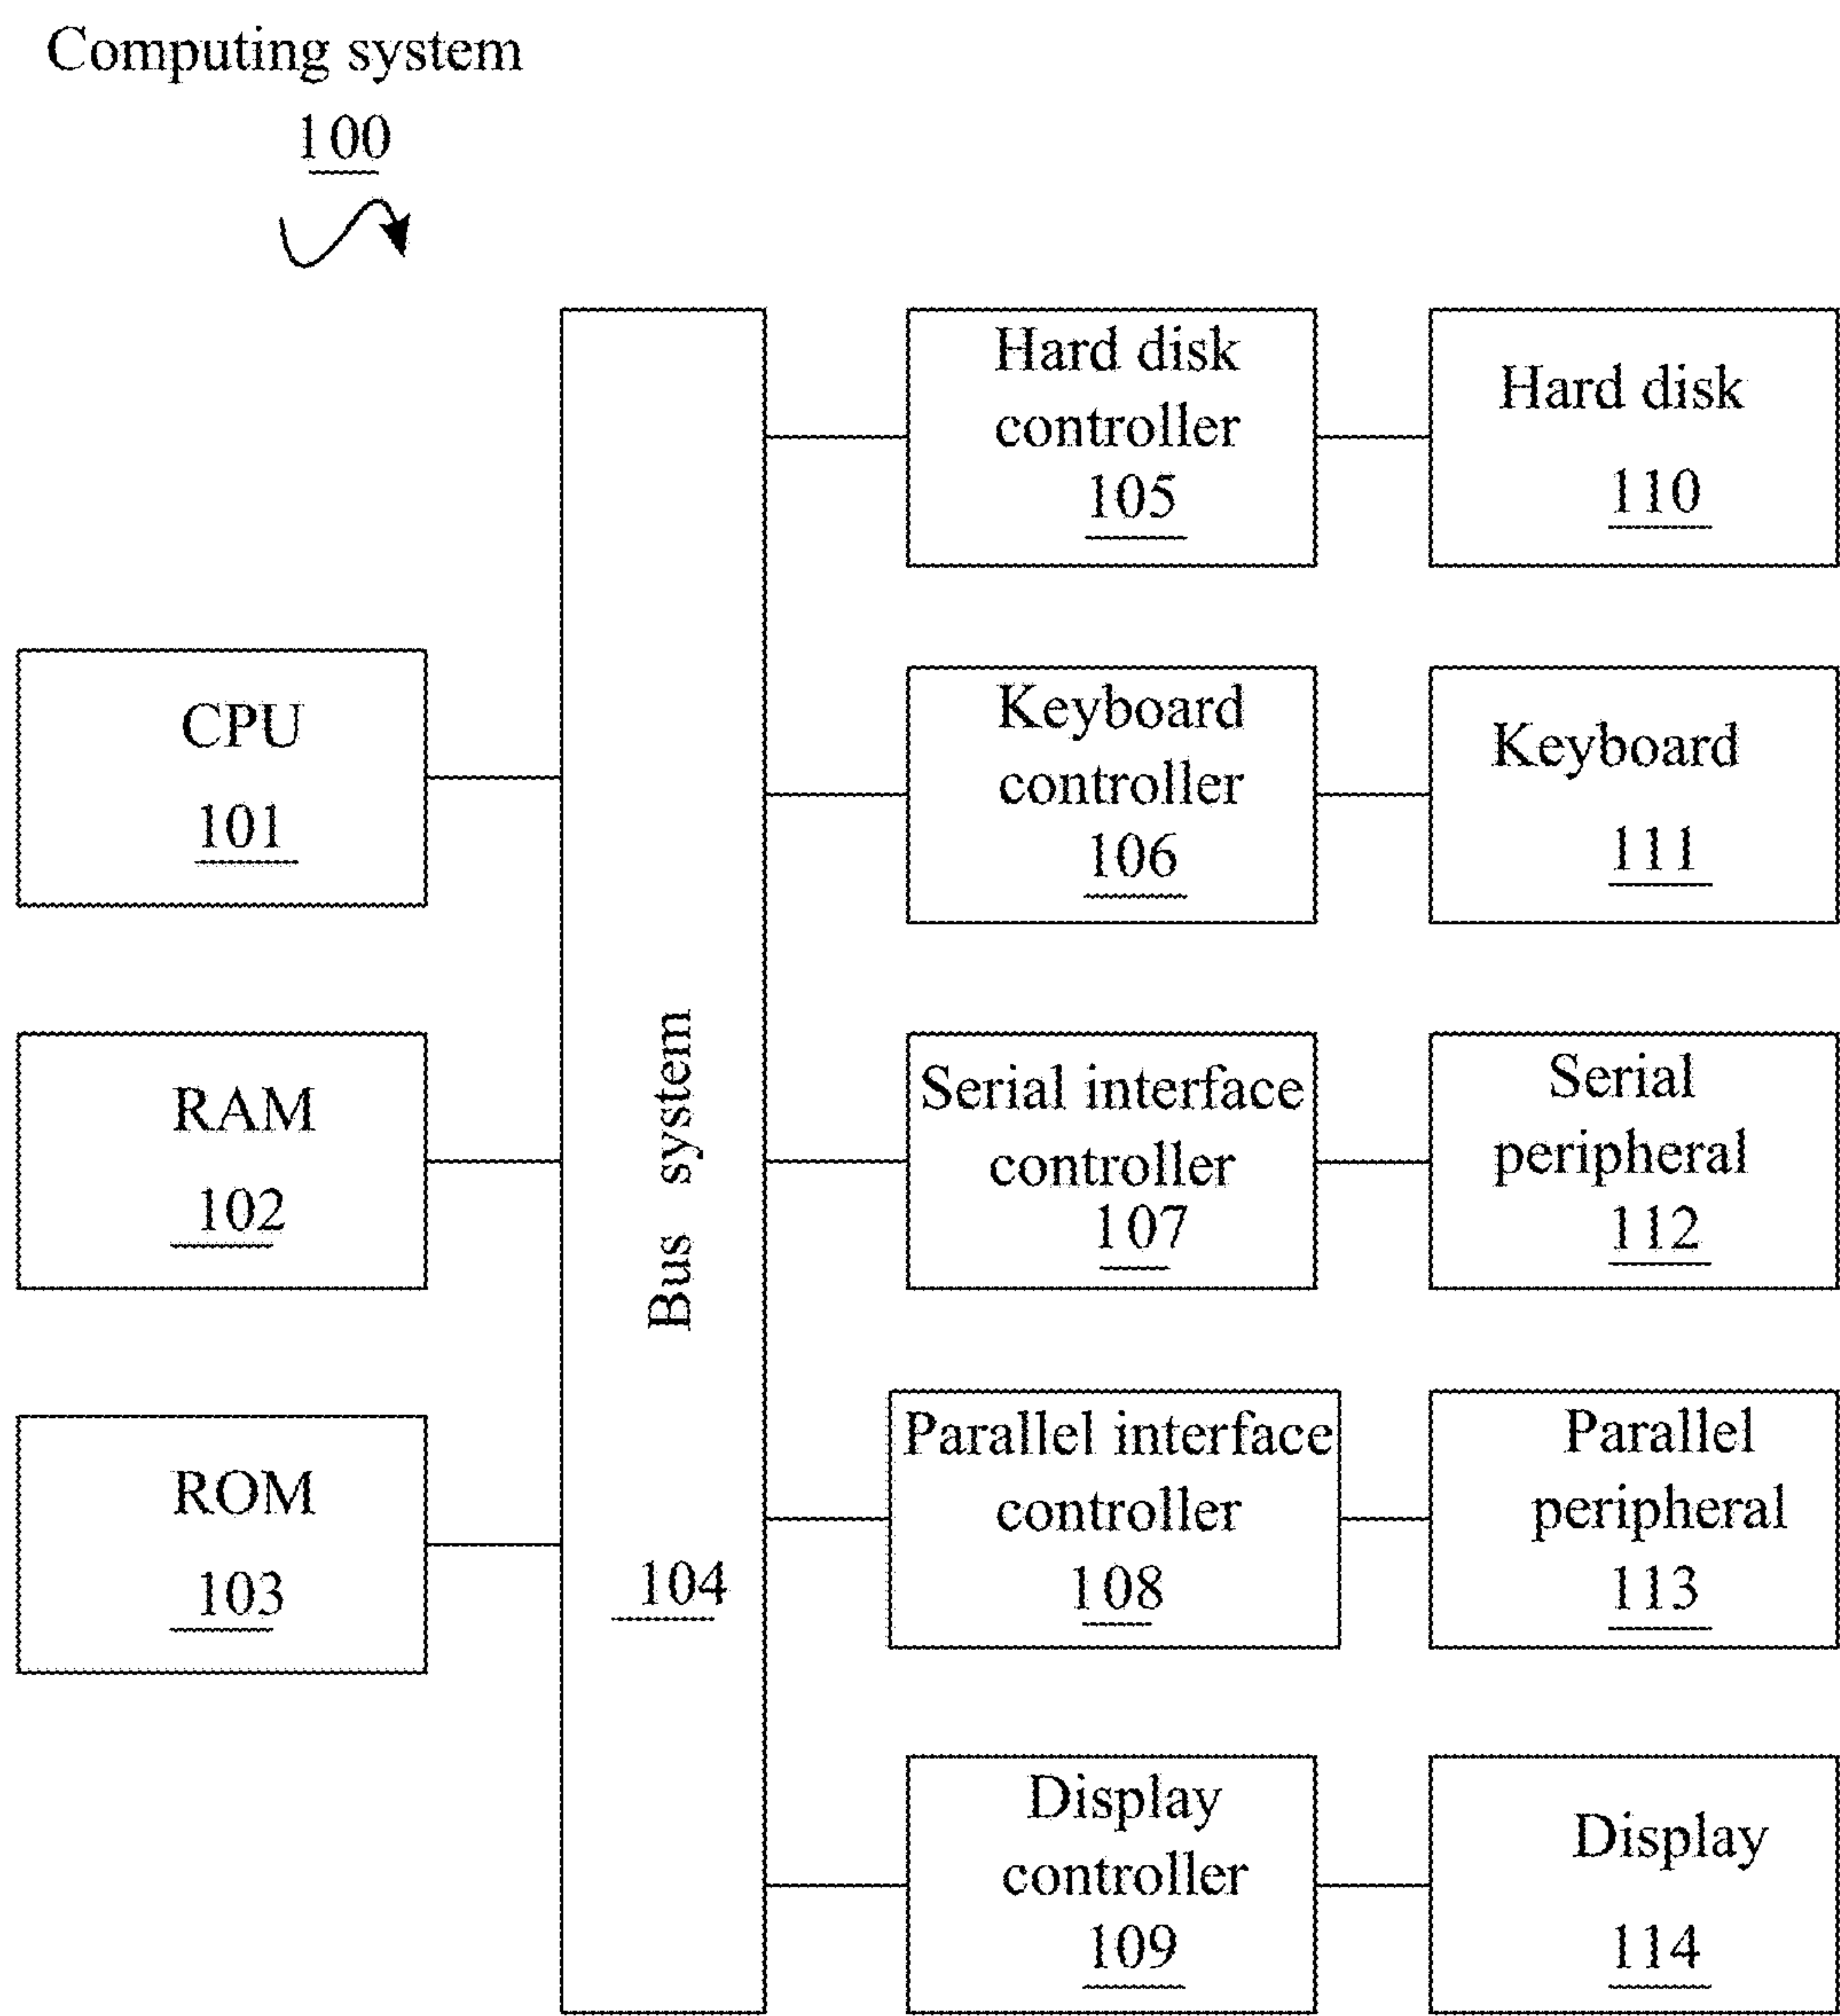 Computing system
100
Hard disk
controller
105
Hard disk
110
CPU
101
Keyboard
controller
106
Keyboard
111
RAM
102
Bus system
104
Serial interface
controller
107
Serial
peripheral
112
ROM
103
Parallel interface
controller
108
Parallel
peripheral
113
Display
controller
109
Display
114